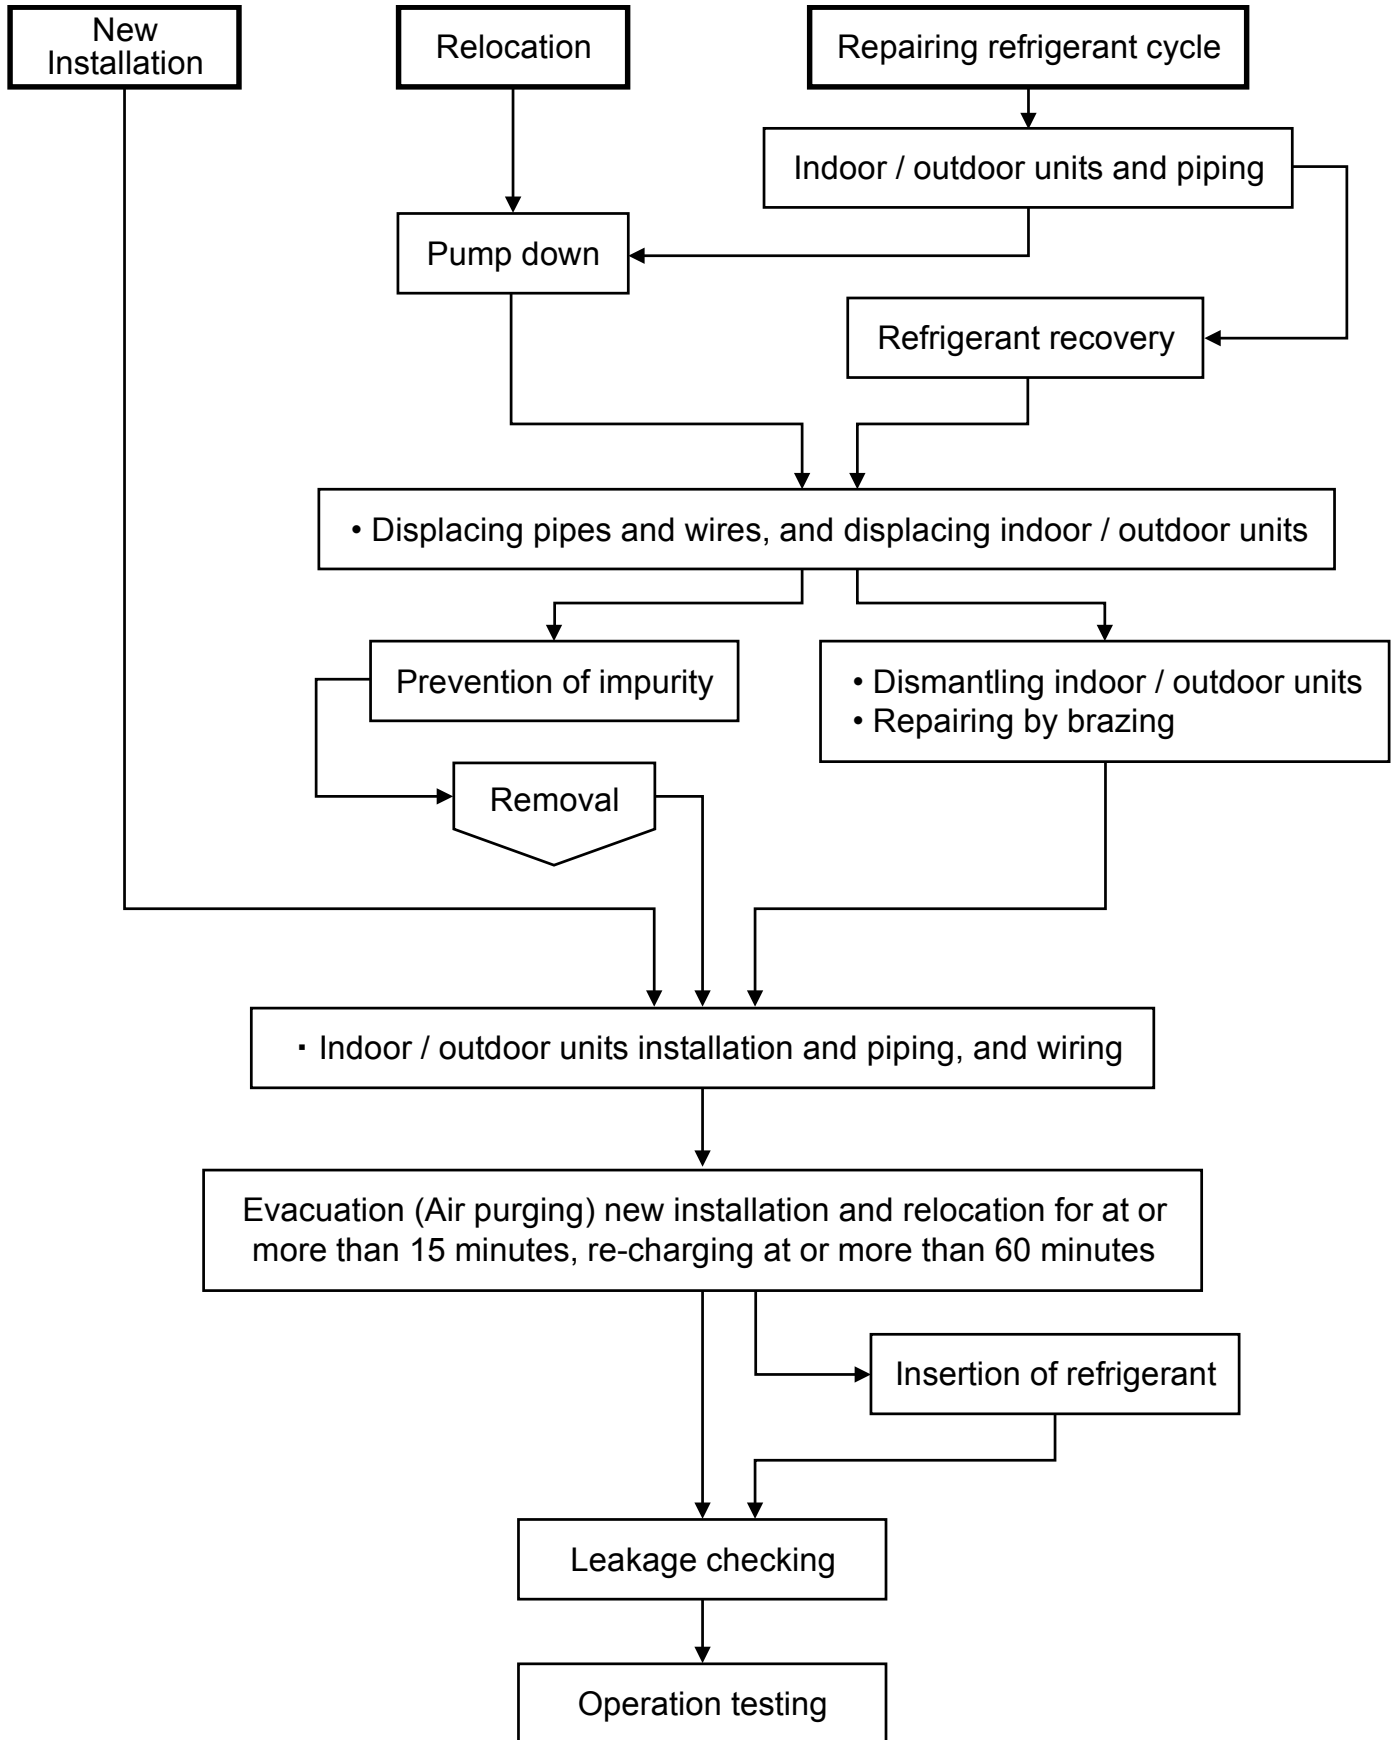 New
Installation
Relocation
Repairing refrigerant cycle
Indoor / outdoor units and piping
Pump down
Refrigerant recovery
• Displacing pipes and wires, and displacing indoor / outdoor units
Prevention of impurity
• Dismantling indoor / outdoor units
• Repairing by brazing
Removal
・Indoor / outdoor units installation and piping, and wiring
Evacuation (Air purging) new installation and relocation for at or
more than 15 minutes, re-charging at or more than 60 minutes
Insertion of refrigerant
Leakage checking
Operation testing